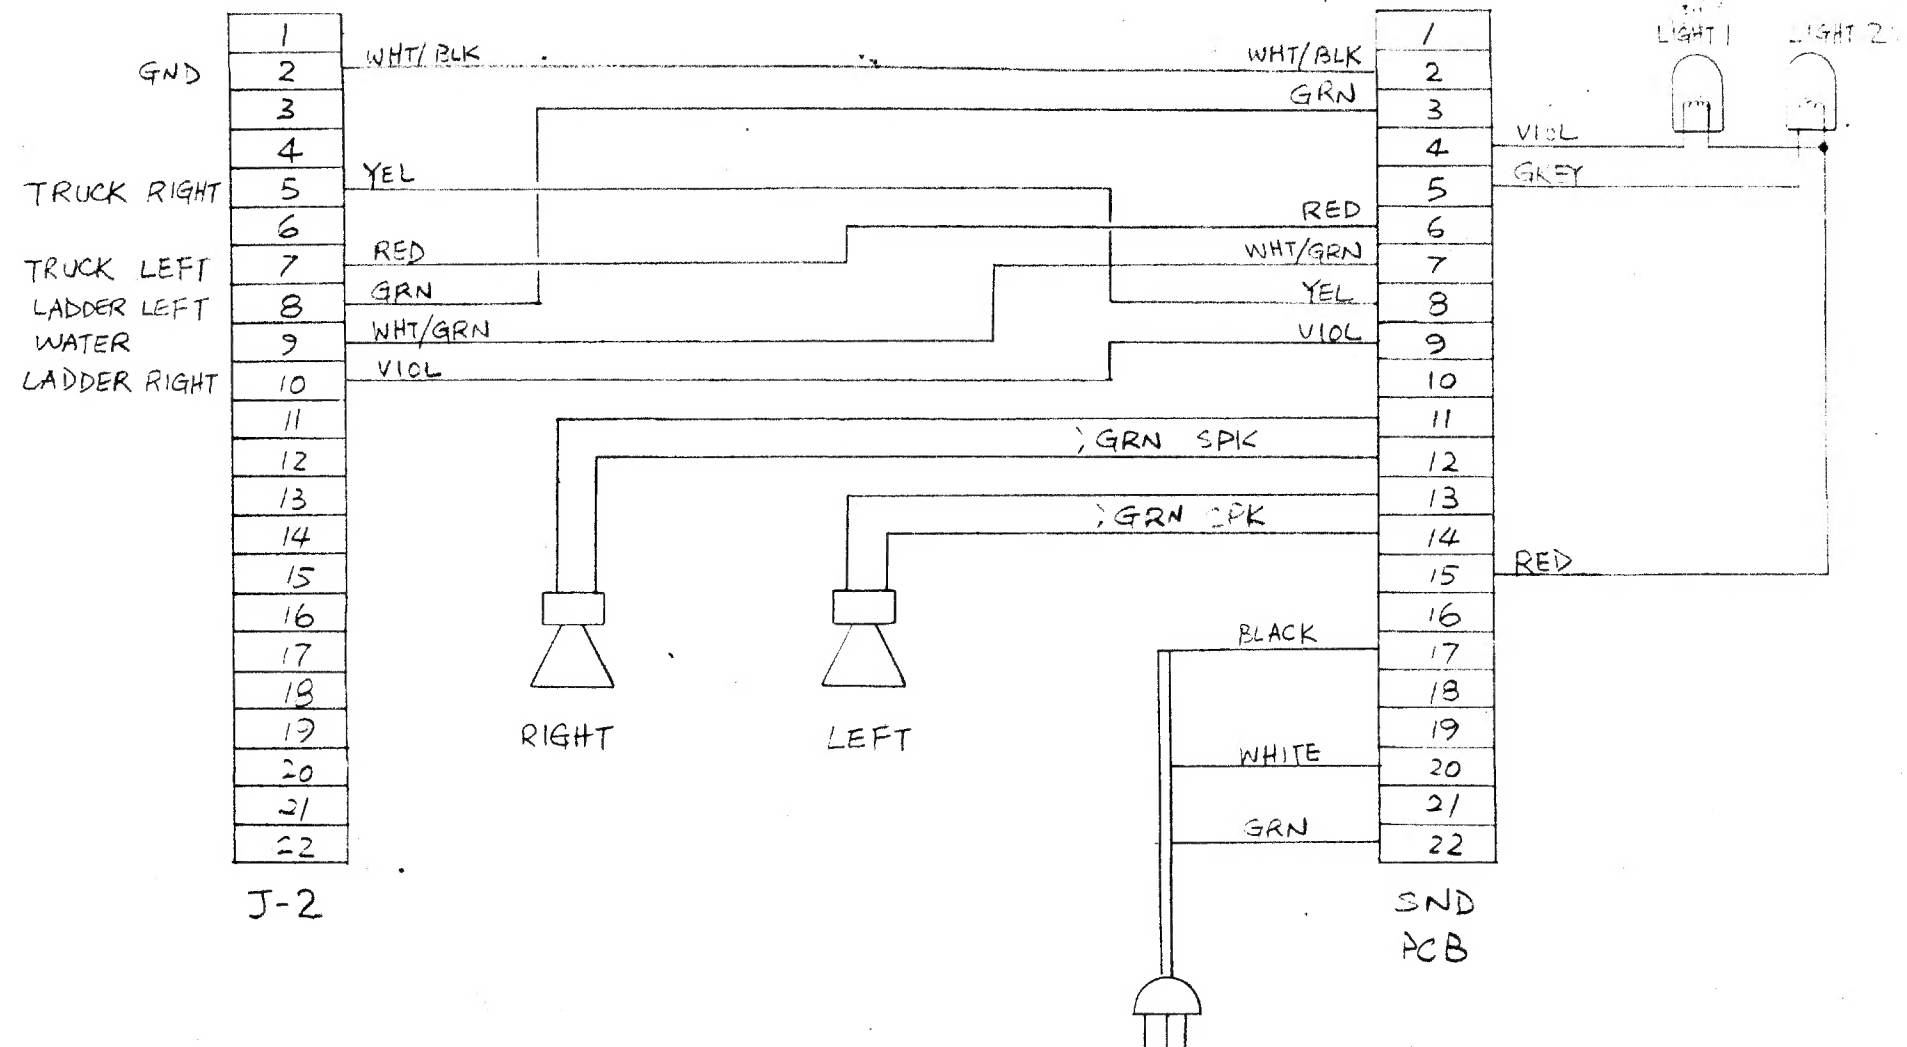 LIGHT 1
LIGHT 2
1
GND 2 WHT/BLK
3
4
TRUCK RIGHT 5 YEL
6
TRUCK LEFT 7 RED
LADDER LEFT 8 GRN
WATER 9 WHT/GRN
LADDER RIGHT 10 VIOL
11
12
13
14
15
16
17
18
19
20
21
22
J-2
RIGHT
LEFT
1
WHT/BLK 2
GRN 3
4 VIOL
5 GREY
RED 6
WHT/GRN 7
YEL 8
VIOL 9
10
11
GRN SPK
12
13
GRN SPK
14
15 RED
16
BLACK 17
18
19
WHITE 20
21
GRN 22
SND
PCB